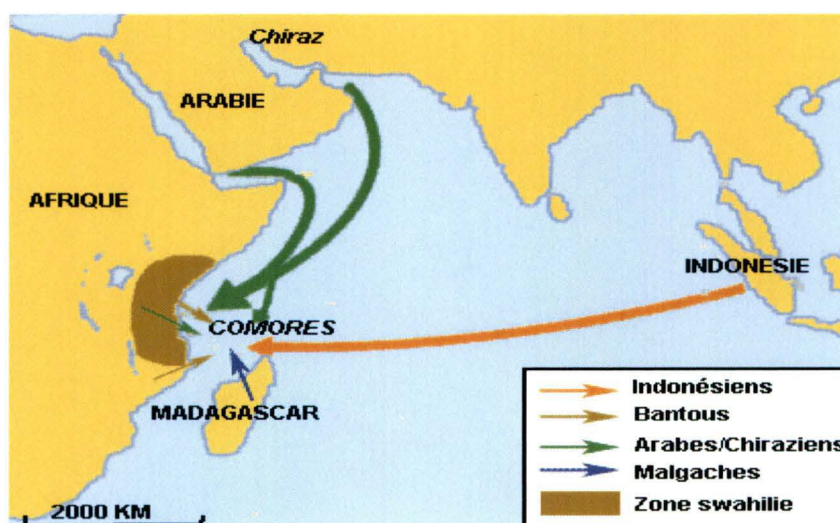 Chiraz
ARABIE
AFRIQUE
INDONESIE
COMORES
MADAGASCAR
2000 KM
Indonésiens
Bantous
Arabes/Chiraziens
Malgaches
Zone swahilie